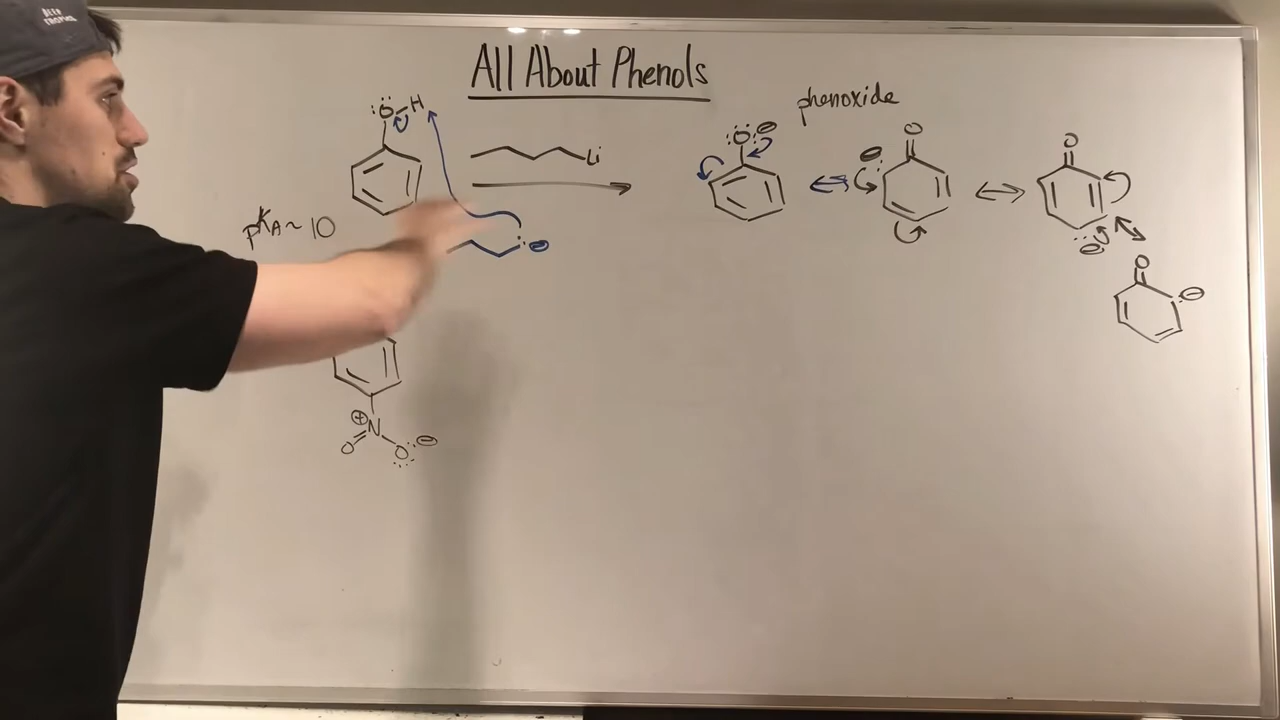 All About Phenols
phenoxide
:Ö-H
Li
:Ö: ⊖
⊖
O
O
pKA~10
: ⊖
:
⊖
O
⊖
⊕
N
O
O
⊖